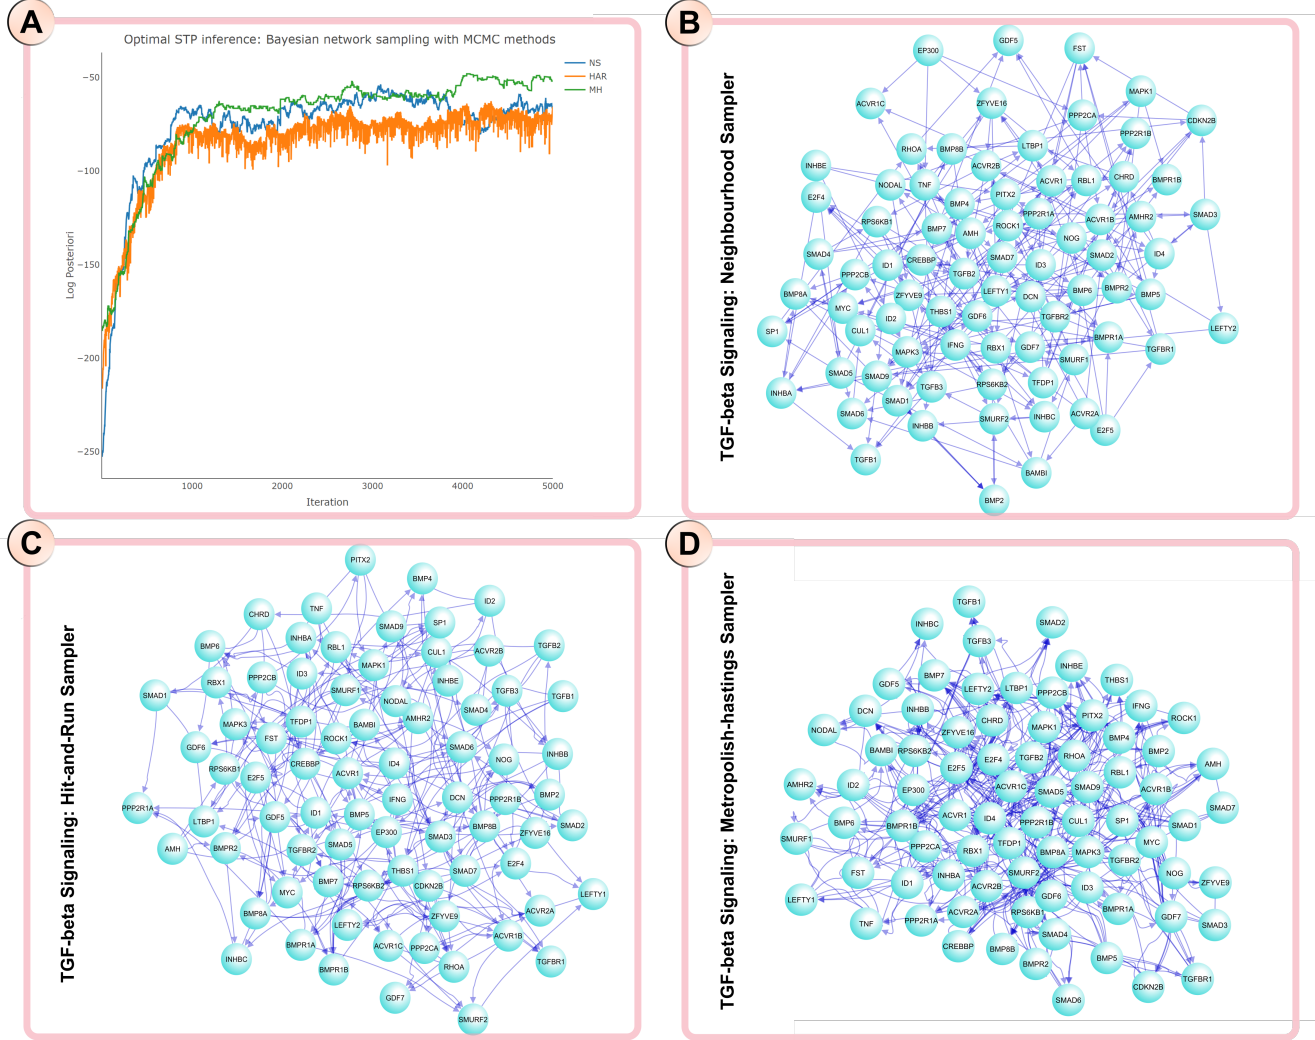 A
Optimal STP inference: Bayesian network sampling with MCMC methods
NS
HAR
MH
−50
−100
−150
−200
−250
Log Posteriori
1000
2000
3000
4000
5000
Iteration
B
TGF-beta Signaling: Neighbourhood Sampler
EP300
GDF5
FST
ACVR1C
ZFYVE16
MAPK1
PPP2CA
CDKN2B
PPP2R1B
RHOA
BMP8B
LTBP1
INHBE
ACVR2B
NODAL
TNF
ACVR1
RBL1
CHRD
BMPR1B
E2F4
PITX2
BMP4
RPS6KB1
PPP2R1A
ACVR1B
AMHR2
SMAD3
BMP7
AMH
ROCK1
NOG
SMAD4
ID1
CREBBP
SMAD7
ID3
SMAD2
ID4
PPP2CB
TGFB2
BMP8A
ZFYVE9
LEFTY1
DCN
BMP6
BMPR2
BMP5
MYC
THBS1
GDF6
TGFBR2
SP1
CUL1
ID2
LEFTY2
MAPK3
IFNG
RBX1
GDF7
BMPR1A
TGFBR1
SMURF1
SMAD5
SMAD9
TGFB3
RPS6KB2
TFDP1
INHBA
SMAD1
SMAD6
INHBB
SMURF2
INHBC
ACVR2A
E2F5
TGFB1
BAMBI
BMP2
C
TGF-beta Signaling: Hit-and-Run Sampler
PITX2
BMP4
ID2
CHRD
TNF
SMAD9
SP1
BMP6
INHBA
RBL1
CUL1
ACVR2B
TGFB2
MAPK1
RBX1
PPP2CB
ID3
SMURF1
INHBE
TGFB3
TGFB1
SMAD1
NODAL
SMAD4
MAPK3
TFDP1
BAMBI
AMHR2
FST
ROCK1
GDF6
SMAD6
NOG
INHBB
RPS6KB1
E2F5
CREBBP
ACVR1
ID4
PPP2R1A
IFNG
DCN
PPP2R1B
BMP2
LTBP1
GDF5
ID1
BMP5
EP300
SMAD3
BMP8B
ZFYVE16
SMAD2
AMH
BMPR2
TGFBR2
SMAD5
THBS1
SMAD7
E2F4
MYC
BMP7
RPS6KB2
CDKN2B
LEFTY1
BMP8A
LEFTY2
ZFYVE9
ACVR2A
BMPR1A
ACVR1C
PPP2CA
ACVR1B
INHBC
BMPR1B
RHOA
TGFBR1
GDF7
SMURF2
D
TGF-beta Signaling: Metropolish-hastings Sampler
TGFB1
INHBC
SMAD2
TGFB3
INHBE
GDF5
BMP7
LEFTY2
LTBP1
PPP2CB
THBS1
DCN
INHBB
IFNG
NODAL
ZFYVE16
CHRD
MAPK1
PITX2
ROCK1
BAMBI
RPS6KB2
BMP4
BMP2
E2F5
E2F4
TGFB2
RHOA
RBL1
AMH
AMHR2
ID2
EP300
ACVR1C
SMAD5
SMAD9
ACVR1B
SMAD7
BMP6
BMPR1B
ACVR1
ID4
PPP2R1B
CUL1
SP1
SMAD1
SMURF1
PPP2CA
RBX1
TFDP1
BMP8A
MAPK3
TGFBR2
MYC
FST
ID1
INHBA
ACVR2B
SMURF2
GDF6
ID3
NOG
ZFYVE9
LEFTY1
TNF
PPP2R1A
ACVR2A
RPS6KB1
BMPR1A
GDF7
SMAD3
CREBBP
BMP8B
SMAD4
BMPR2
BMP5
TGFBR1
CDKN2B
SMAD6